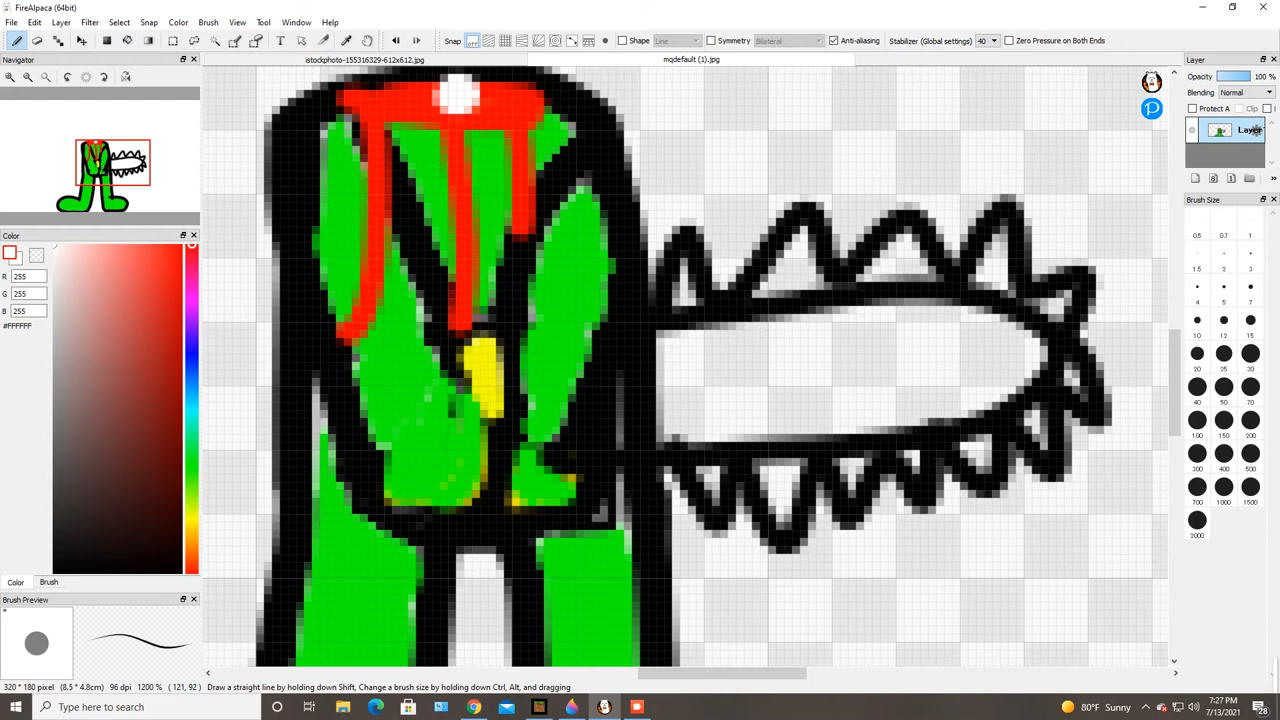 FireAlpaca (64bit)
File Edit Layer Filter Select Snap Color Brush View Tool Window Help
Snap off Shape Line Symmetry Bilateral Anti-aliasing Stabilizer (Global settings) 40 Zero Pressure on Both Ends
Navigator
istockphoto-155316329-612x612.jpg
mqdefault (1).jpg
Layer
Opacity 100 %
Blending Normal
Protect A Clip
Layer
Brush Size
0.5 0.7 1
1.5 2 3
4 5 7
10 12 15
20 25 30
40 50 70
100 150 200
300 400 500
700 1000 1500
2000
Color
R 255
G 255
B 255
#FFFFFF
Color Brush
Brush Preview
320 * 180 pixel (8.5 * 4.8cm) 96 dpi 1200 % ( 121, 92 ) Draw a straight line by holding down Shift, Change a brush size by holding down Ctrl, Alt, and dragging
Type here to search
80°F Sunny
7:27 PM
7/13/2021